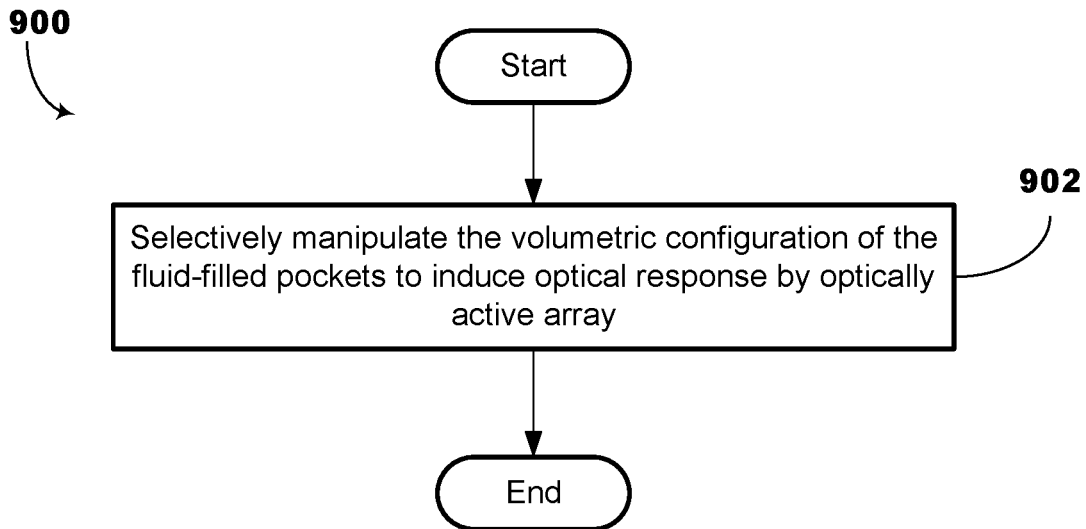 900
Start
902
Selectively manipulate the volumetric configuration of the
fluid-filled pockets to induce optical response by optically
active array
End